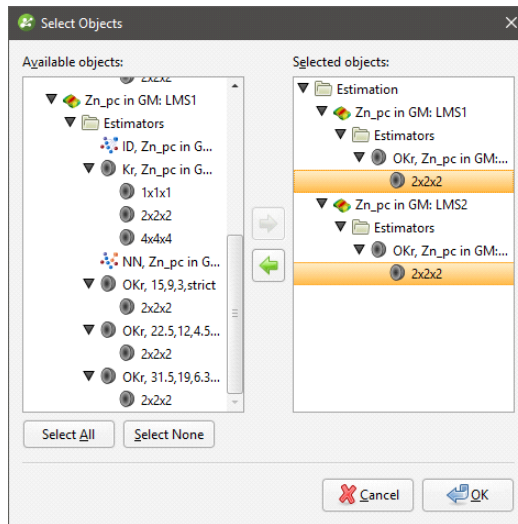 Select Objects
Available objects:
2x2x2
Zn_pc in GM: LMS1
Estimators
ID, Zn_pc in G...
Kr, Zn_pc in G...
1x1x1
2x2x2
4x4x4
NN, Zn_pc in G...
OKr, 15,9,3,strict
2x2x2
OKr, 22.5,12,4.5...
2x2x2
OKr, 31.5,19,6.3...
2x2x2
Select All
Select None
Selected objects:
Estimation
Zn_pc in GM: LMS1
Estimators
OKr, Zn_pc in GM:...
2x2x2
Zn_pc in GM: LMS2
Estimators
OKr, Zn_pc in GM:...
2x2x2
Cancel
OK